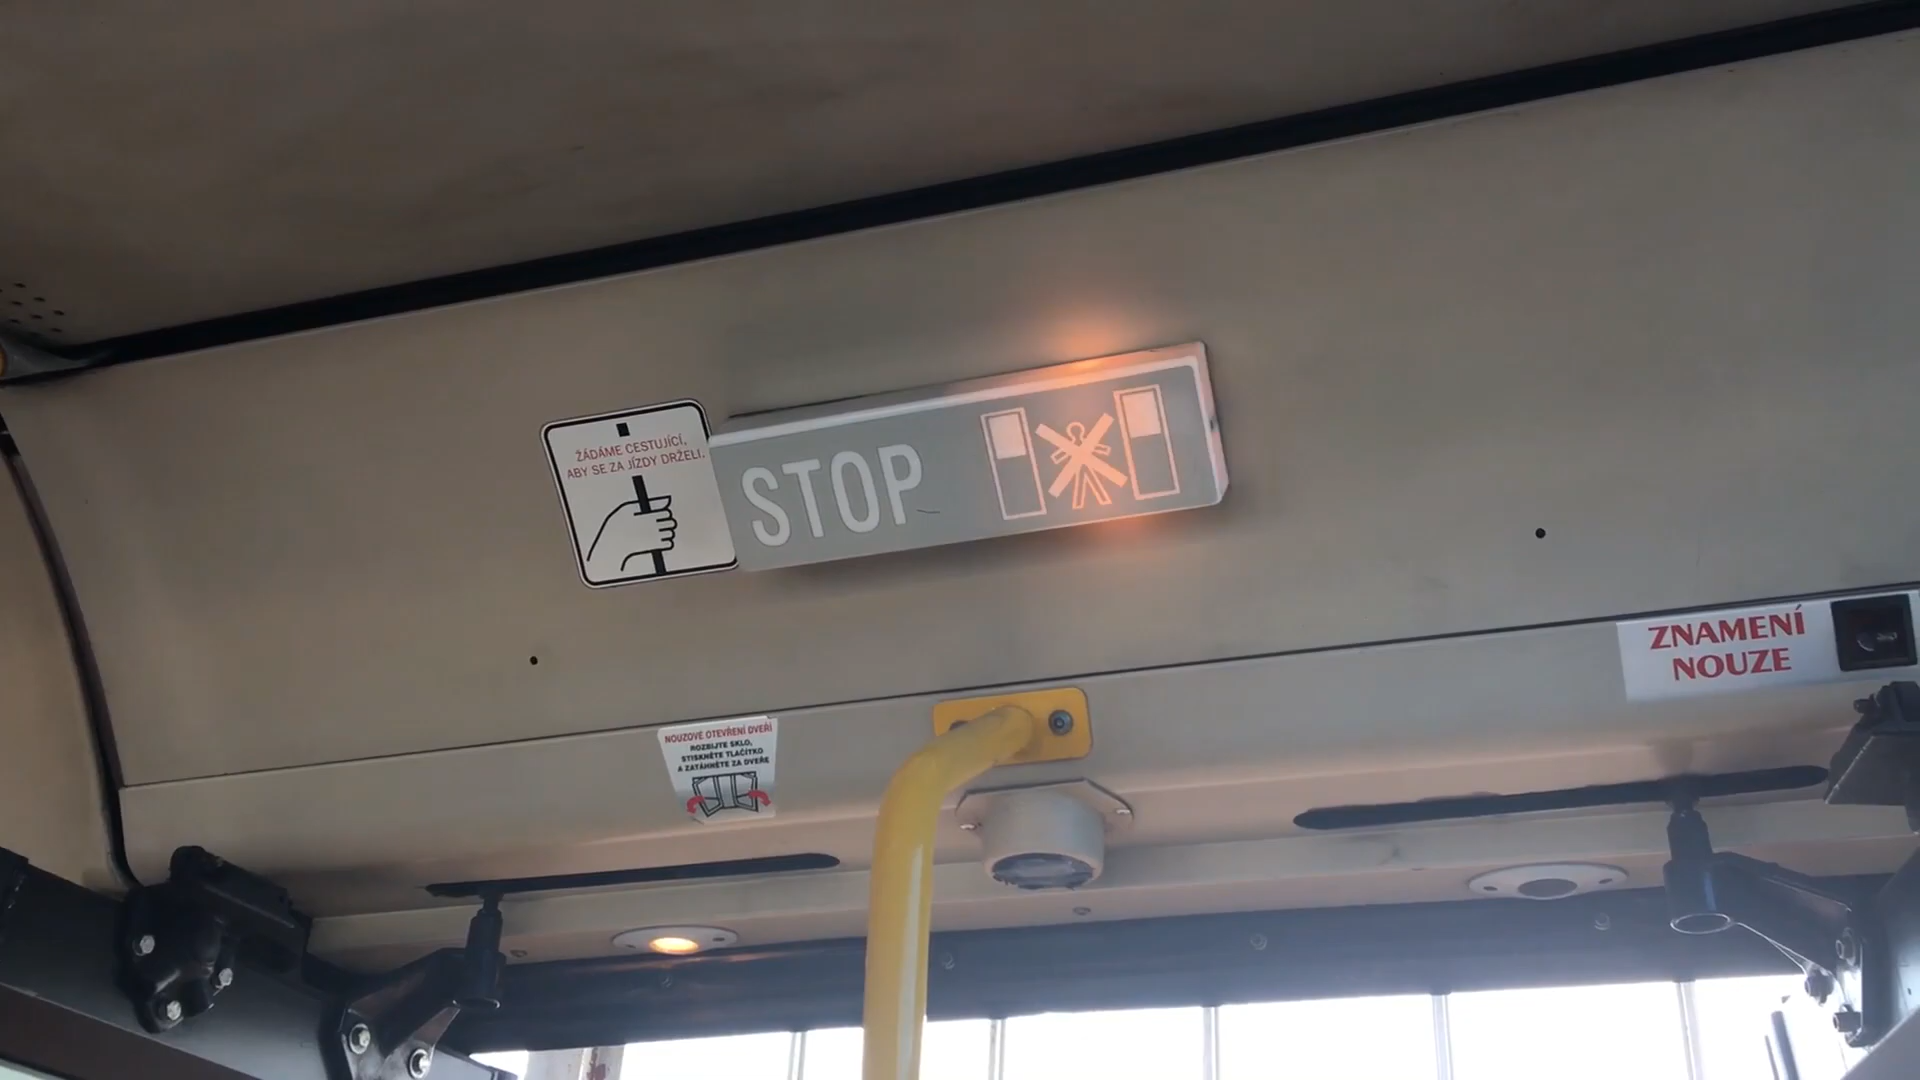 ŽÁDÁME CESTUJÍCÍ,
ABY SE ZA JÍZDY DRŽELI.
STOP
ZNAMENÍ
NOUZE
NOUZOVÉ OTEVŘENÍ DVEŘÍ
ROZBIJTE SKLO,
STISKNĚTE TLAČÍTKO
A ZATÁHNĚTE ZA DVEŘE